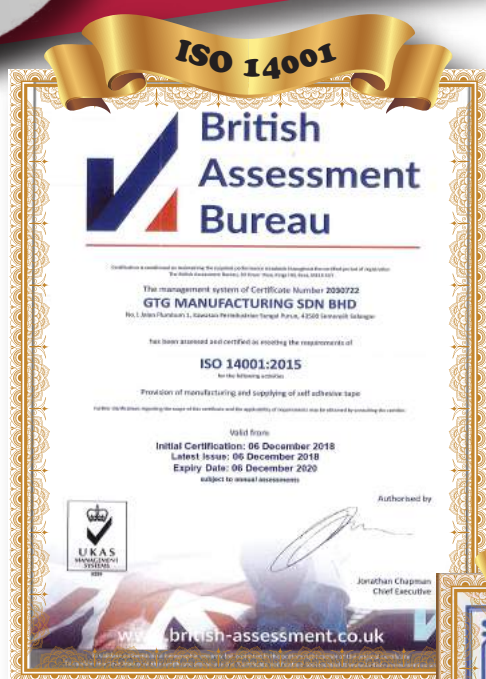 ISO 14001
British
Assessment
Bureau
The management system of Certificate Number 2030722
GTG MANUFACTURING SDN BHD
has been assessed and certified as meeting the requirements of
ISO 14001:2015
for the following activities
Provision of manufacturing and supplying of self adhesive tape
Valid from
Initial Certification: 06 December 2018
Latest Issue: 06 December 2018
Expiry Date: 06 December 2020
subject to annual assessments
Authorised by
UKAS
MANAGEMENT
SYSTEMS
Jonathan Chapman
Chief Executive
www.british-assessment.co.uk